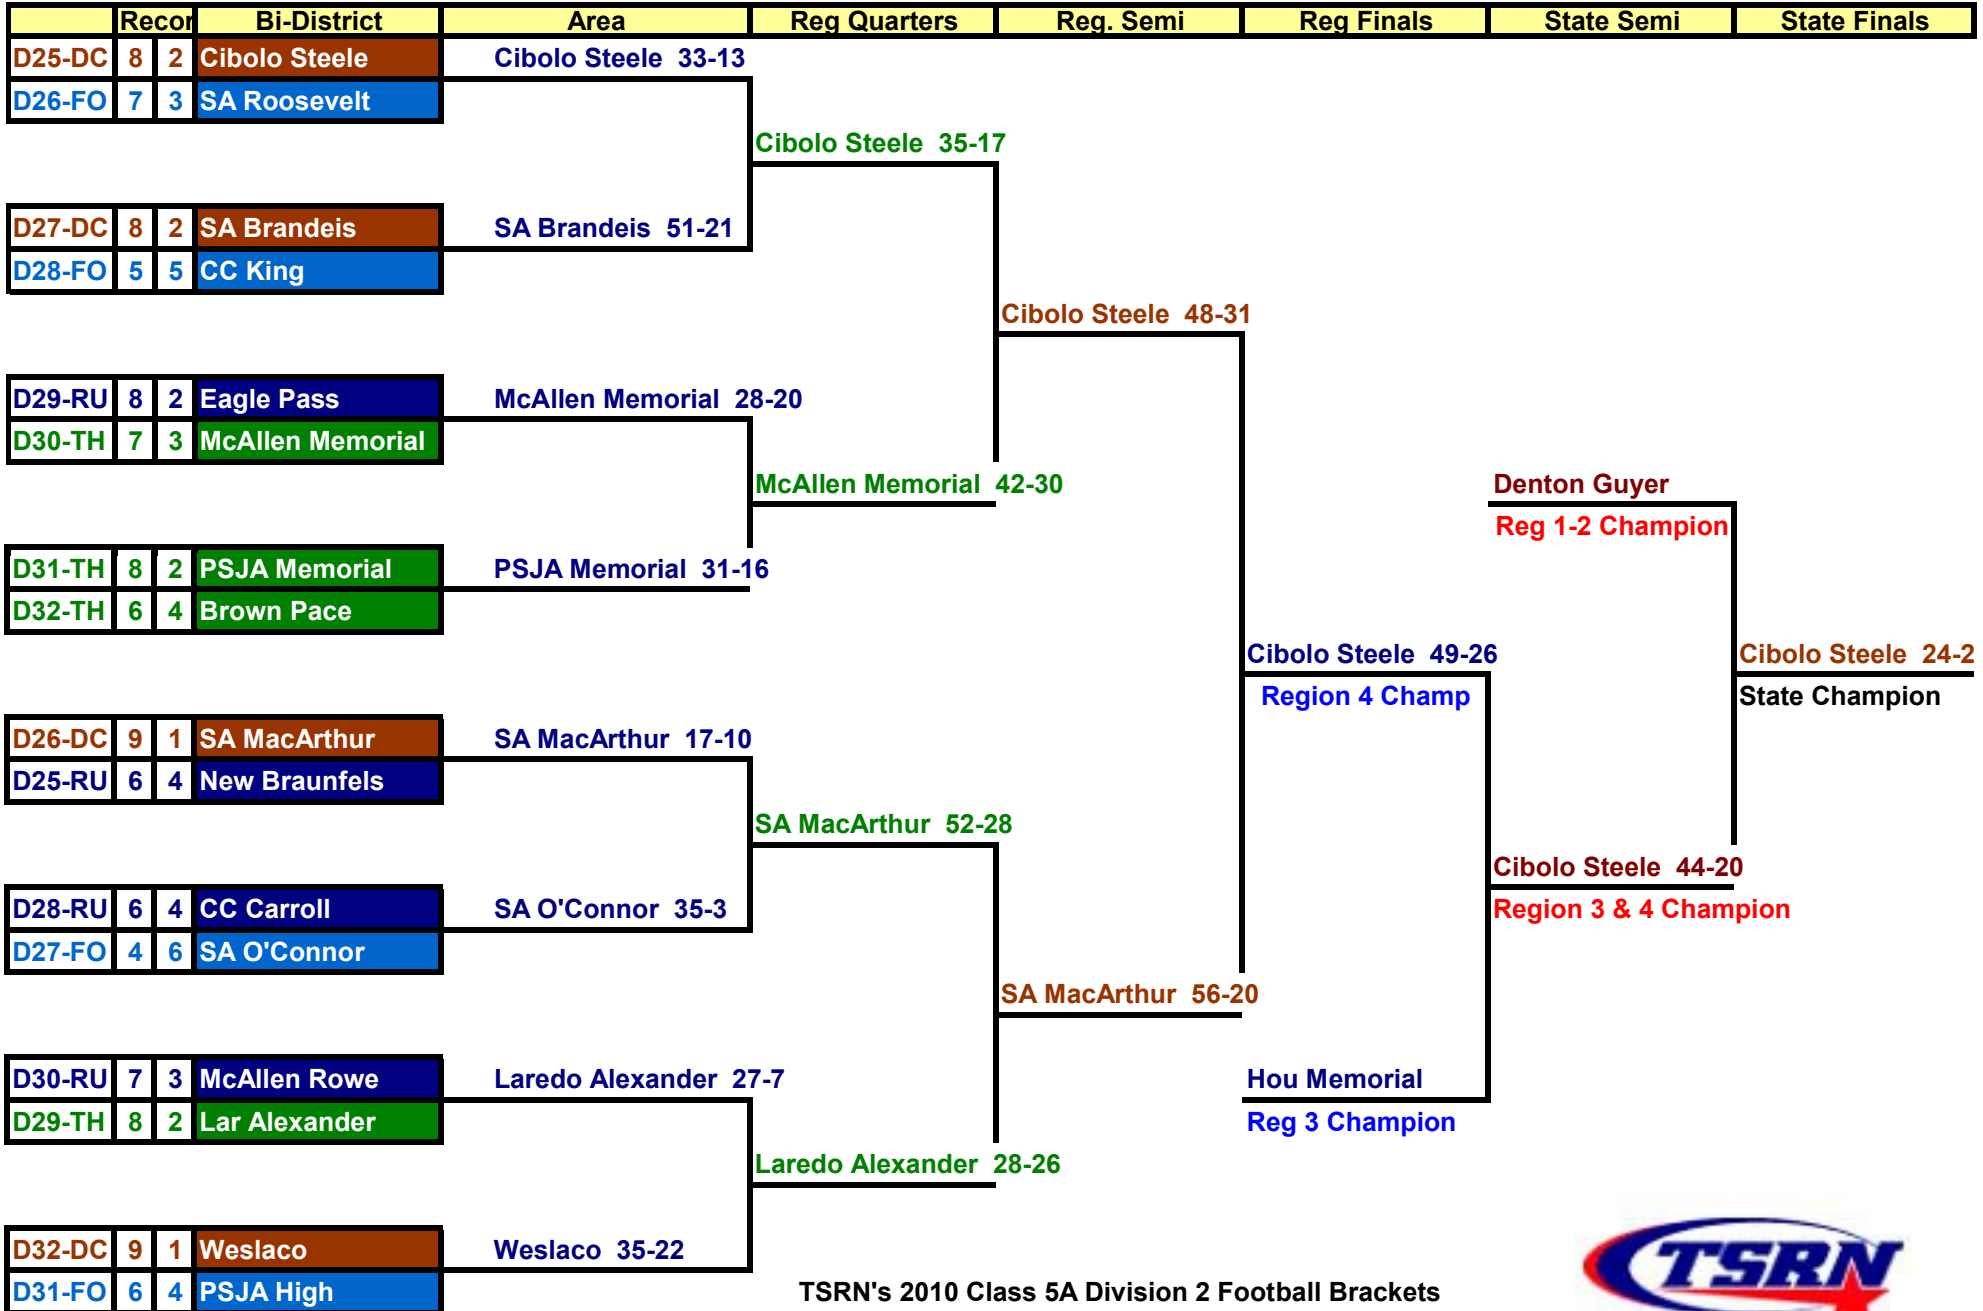 Recor Bi-District Area Reg Quarters Reg. Semi Reg Finals State Semi State Finals
D25-DC 8 2 Cibolo Steele Cibolo Steele 33-13
D26-FO 7 3 SA Roosevelt
Cibolo Steele 35-17
D27-DC 8 2 SA Brandeis SA Brandeis 51-21
D28-FO 5 5 CC King
Cibolo Steele 48-31
D29-RU 8 2 Eagle Pass McAllen Memorial 28-20
D30-TH 7 3 McAllen Memorial
McAllen Memorial 42-30 Denton Guyer
Reg 1-2 Champion
D31-TH 8 2 PSJA Memorial PSJA Memorial 31-16
D32-TH 6 4 Brown Pace
Cibolo Steele 49-26 Cibolo Steele 24-2
Region 4 Champ State Champion
D26-DC 9 1 SA MacArthur SA MacArthur 17-10
D25-RU 6 4 New Braunfels
SA MacArthur 52-28
Cibolo Steele 44-20
D28-RU 6 4 CC Carroll SA O'Connor 35-3 Region 3 & 4 Champion
D27-FO 4 6 SA O'Connor
SA MacArthur 56-20
D30-RU 7 3 McAllen Rowe Laredo Alexander 27-7 Hou Memorial
D29-TH 8 2 Lar Alexander Reg 3 Champion
Laredo Alexander 28-26
D32-DC 9 1 Weslaco Weslaco 35-22
D31-FO 6 4 PSJA High TSRN's 2010 Class 5A Division 2 Football Brackets
TSRN